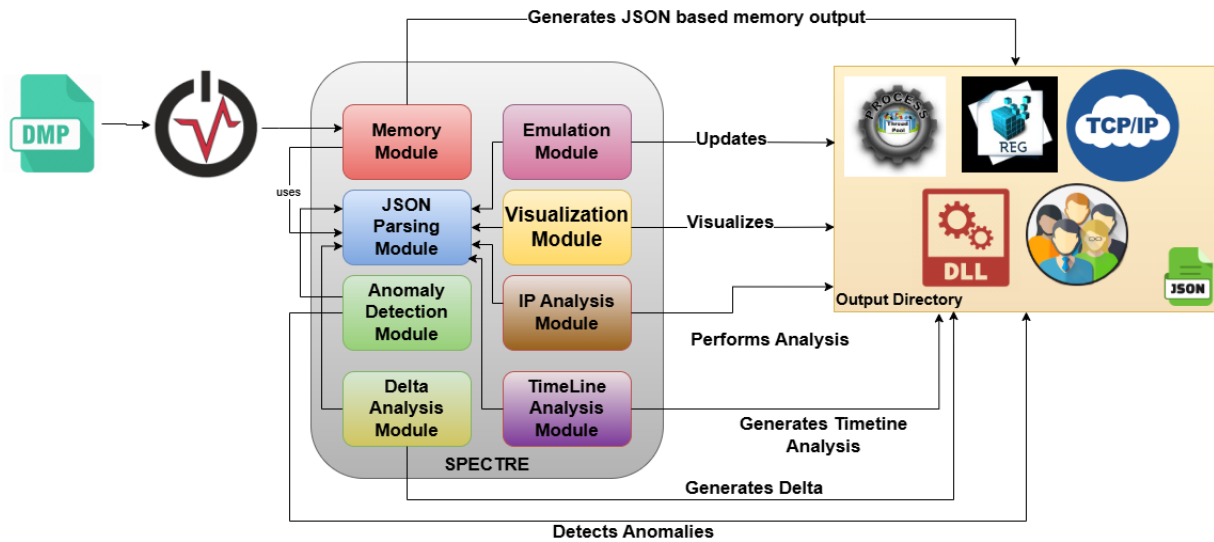 Generates JSON based memory output
DMP
Memory
Module
Emulation
Module
Updates
PROCESS
Thread
Pool
REG
TCP/IP
uses
JSON
Parsing
Module
Visualization
Module
Visualizes
DLL
JSON
Output Directory
Anomaly
Detection
Module
IP Analysis
Module
Performs Analysis
Delta
Analysis
Module
TimeLine
Analysis
Module
Generates Timetine
Analysis
SPECTRE
Generates Delta
Detects Anomalies